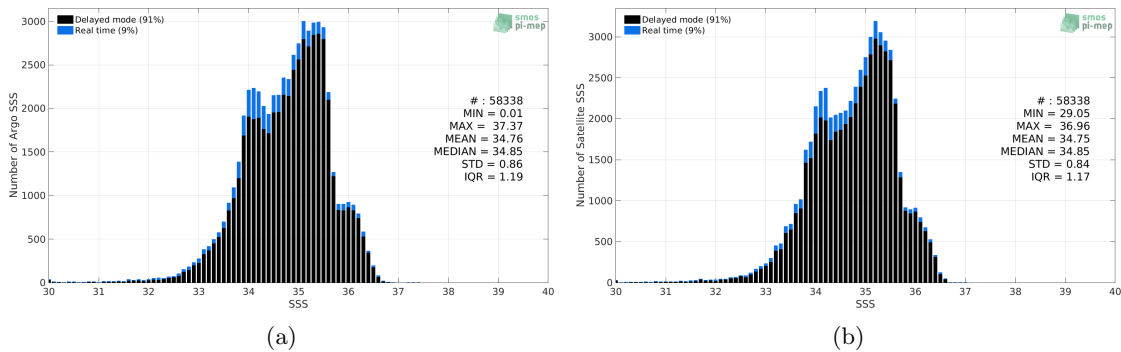 Delayed mode (91%)
Real time (9%)
smos
pi-mep
3000
2500
2000
1500
1000
500
0
Number of Argo SSS
# : 58338
MIN = 0.01
MAX = 37.37
MEAN = 34.76
MEDIAN = 34.85
STD = 0.86
IQR = 1.19
30 31 32 33 34 35 36 37 38 39 40
SSS
(a)
Delayed mode (91%)
Real time (9%)
smos
pi-mep
3000
2500
2000
1500
1000
500
0
Number of Satellite SSS
# : 58338
MIN = 29.05
MAX = 36.96
MEAN = 34.75
MEDIAN = 34.85
STD = 0.84
IQR = 1.17
30 31 32 33 34 35 36 37 38 39 40
SSS
(b)